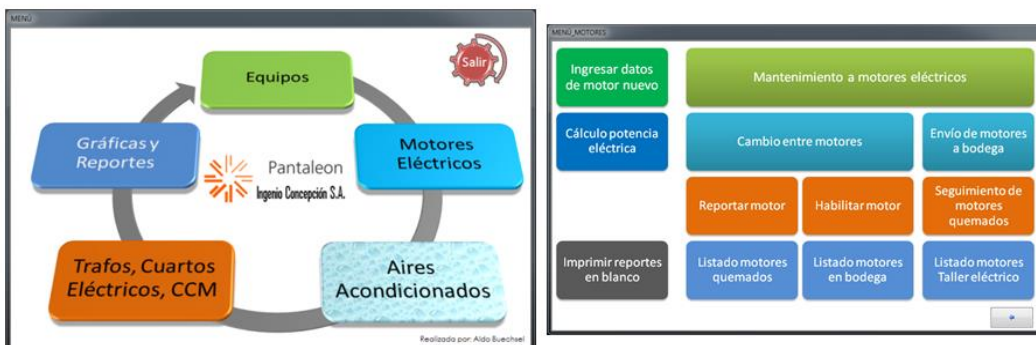 MENÚ
Salir
Equipos
Gráficas y
Reportes
Motores
Eléctricos
Pantaleon
Ingenio Concepción S.A.
Trafos, Cuartos
Eléctricos, CCM
Aires
Acondicionados
Realizada por: Aldo Buechsel
MENÚ_MOTORES
Ingresar datos
de motor nuevo
Mantenimiento a motores eléctricos
Cálculo potencia
eléctrica
Cambio entre motores
Envío de motores
a bodega
Reportar motor
Habilitar motor
Seguimiento de
motores
quemados
Imprimir reportes
en blanco
Listado motores
quemados
Listado motores
en bodega
Listado motores
Taller eléctrico